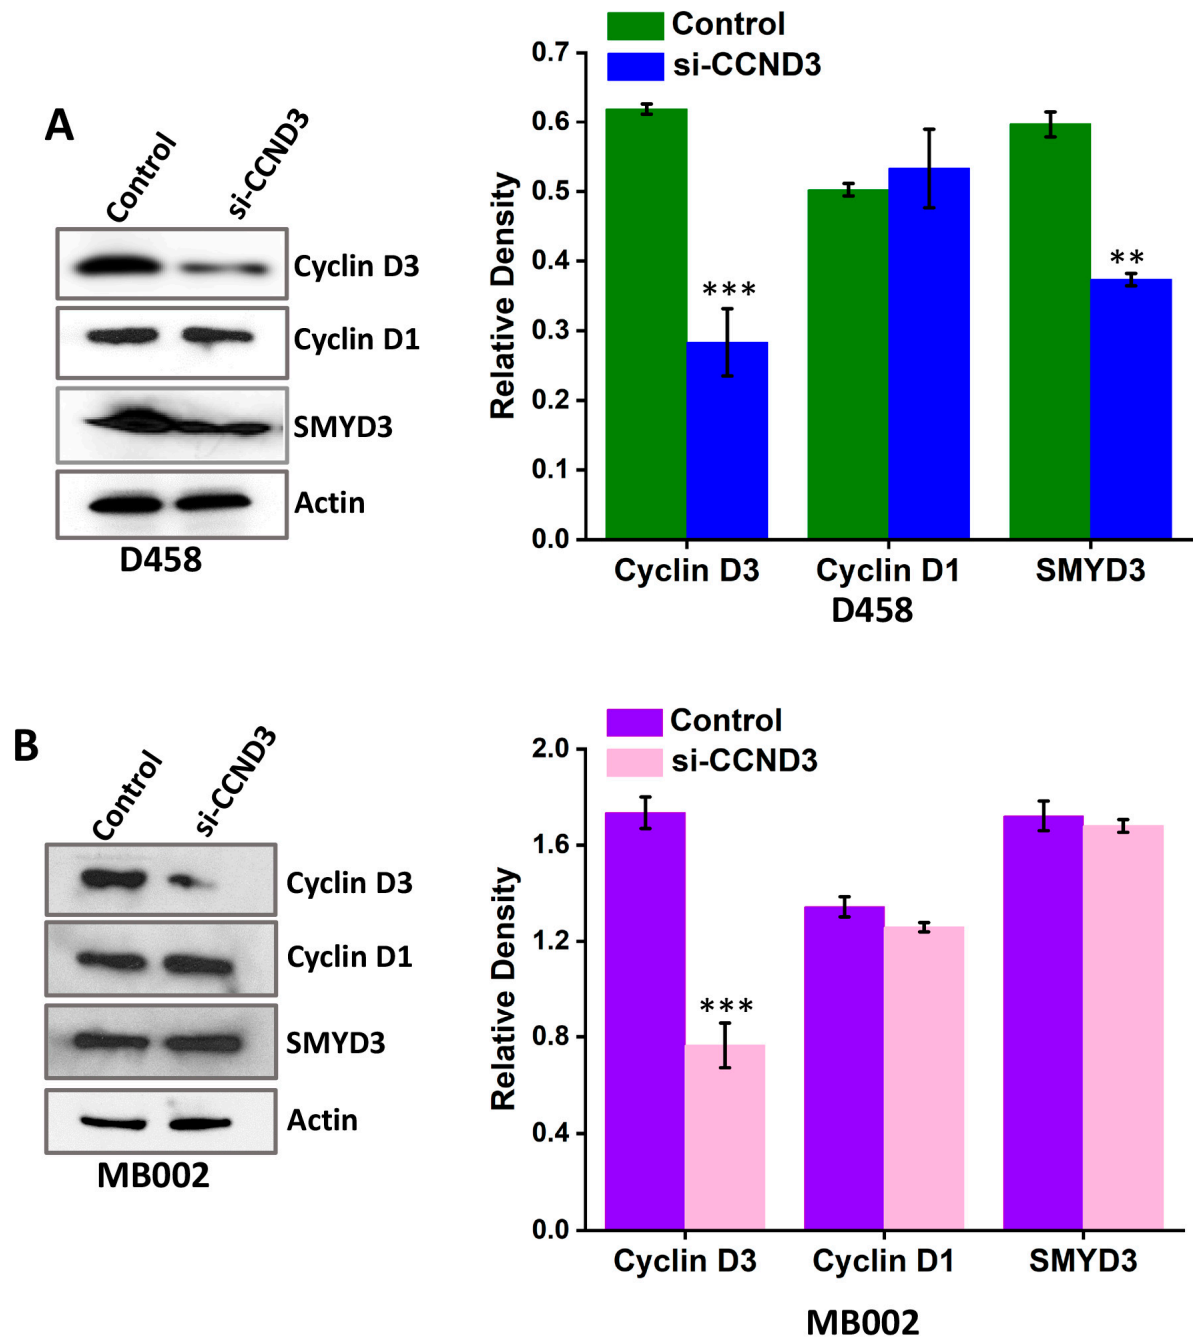 A
Control
si-CCND3
Cyclin D3
Cyclin D1
SMYD3
Actin
D458
Control
si-CCND3
Relative Density
0.7
0.6
0.5
0.4
0.3
0.2
0.1
0.0
***
**
Cyclin D3 Cyclin D1 SMYD3
D458
B
Control
si-CCND3
Cyclin D3
Cyclin D1
SMYD3
Actin
MB002
Control
si-CCND3
Relative Density
2.0
1.6
1.2
0.8
0.4
0.0
***
Cyclin D3 Cyclin D1 SMYD3
MB002